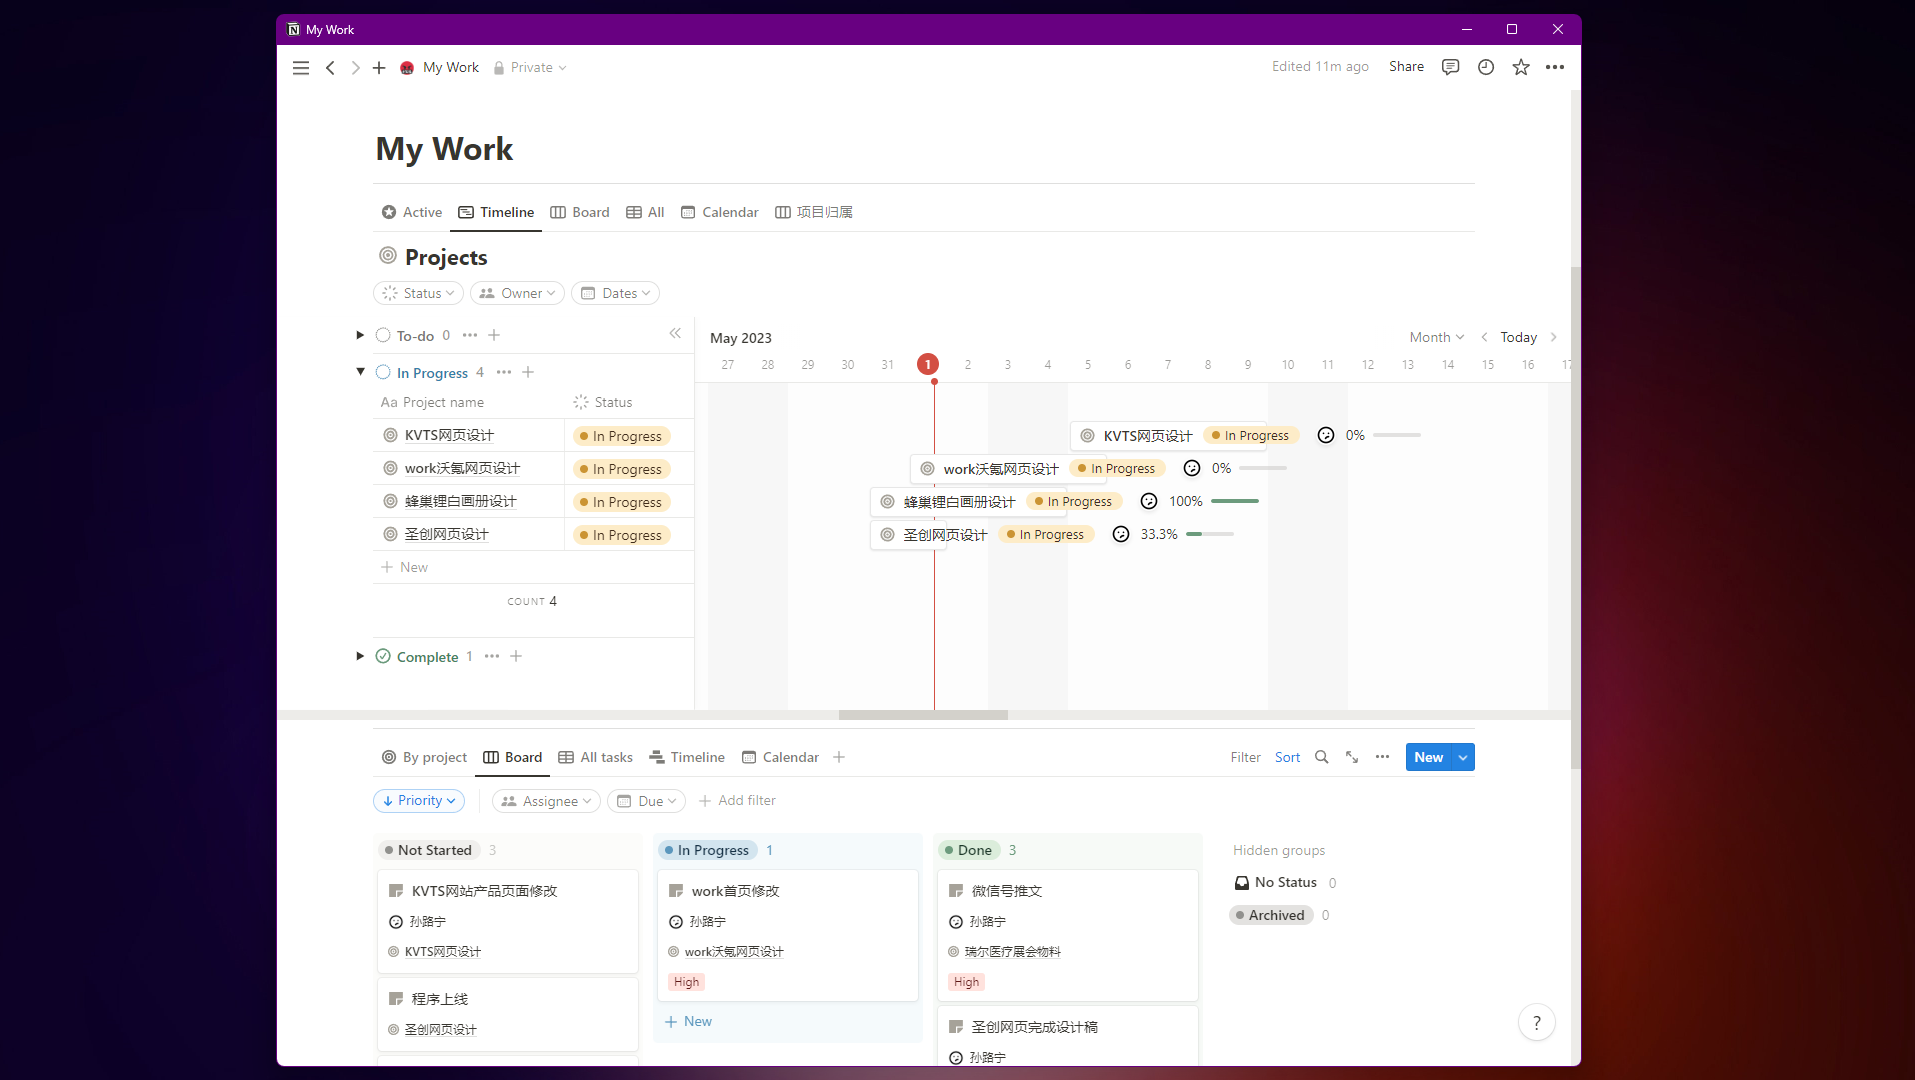 My Work
My Work Private
Edited 11m ago Share
My Work
Active Timeline Board All Calendar 项目归属
Projects
Status Owner Dates
To-do 0
May 2023 Month Today
27 28 29 30 31 1 2 3 4 5 6 7 8 9 10 11 12 13 14 15 16 17
In Progress 4
Aa Project name Status
KVTS网页设计 In Progress
KVTS网页设计 In Progress 0%
work沃氪网页设计 In Progress
work沃氪网页设计 In Progress 0%
蜂巢锂白画册设计 In Progress
蜂巢锂白画册设计 In Progress 100%
圣创网页设计 In Progress
圣创网页设计 In Progress 33.3%
New
COUNT 4
Complete 1
By project Board All tasks Timeline Calendar
Filter Sort New
Priority Assignee Due Add filter
Not Started 3
KVTS网站产品页面修改
孙路宁
KVTS网页设计
程序上线
圣创网页设计
In Progress 1
work首页修改
孙路宁
work沃氪网页设计
High
New
Done 3
微信号推文
孙路宁
瑞尔医疗展会物料
High
圣创网页完成设计稿
孙路宁
Hidden groups
No Status 0
Archived 0
?